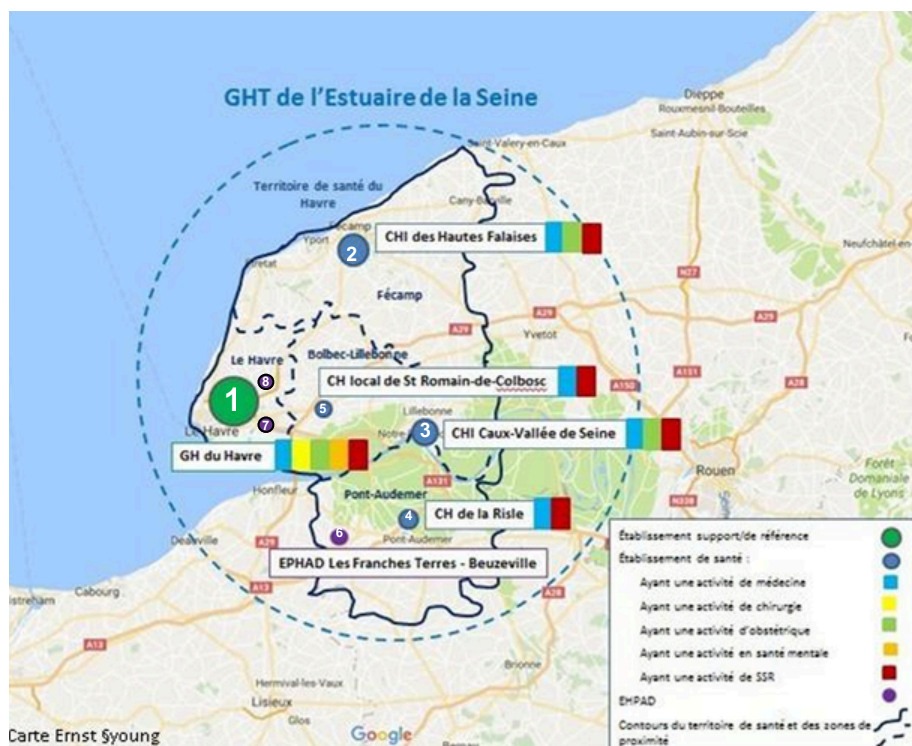 GHT de l'Estuaire de la Seine
Dieppe
Rouxmesnil-Bouteilles
Saint-Aubin-sur-Scie
Saint-Valery-en-Caux
Territoire de santé du
Havre
Cany-Barville
Fécamp
Yport
2
CHI des Hautes Falaises
Etretat
Neufchâtel-en
N27
Fécamp
A29
A29
A29
Yvetot
Le Havre
Bolbec-Lillebonne
8
CH local de St Romain-de-Colbosc
A150
A151
A28
1
5
Lillebonne
7
Le Havre
3
CHI Caux-Vallée de Seine
GH du Havre
Rouen
Forêt
Domaniale
de Lyons
A131
Honfleur
Pont-Audemer
N338
4
CH de la Risle
6
Deauville
A29
Pont-Audemer
EPHAD Les Franches Terres - Beuzeville
Cabourg
A13
A28
A13
Brionne
Hermival-les-Vaux
Lisieux
Glos
Google
Carte Ernst §young
Établissement support/de référence
Établissement de santé :
Ayant une activité de médecine
Ayant une activité de chirurgie
Ayant une activité d'obstétrique
Ayant une activité en santé mentale
Ayant une activité de SSR
EHPAD
Contours du territoire de santé et des zones de
proximité